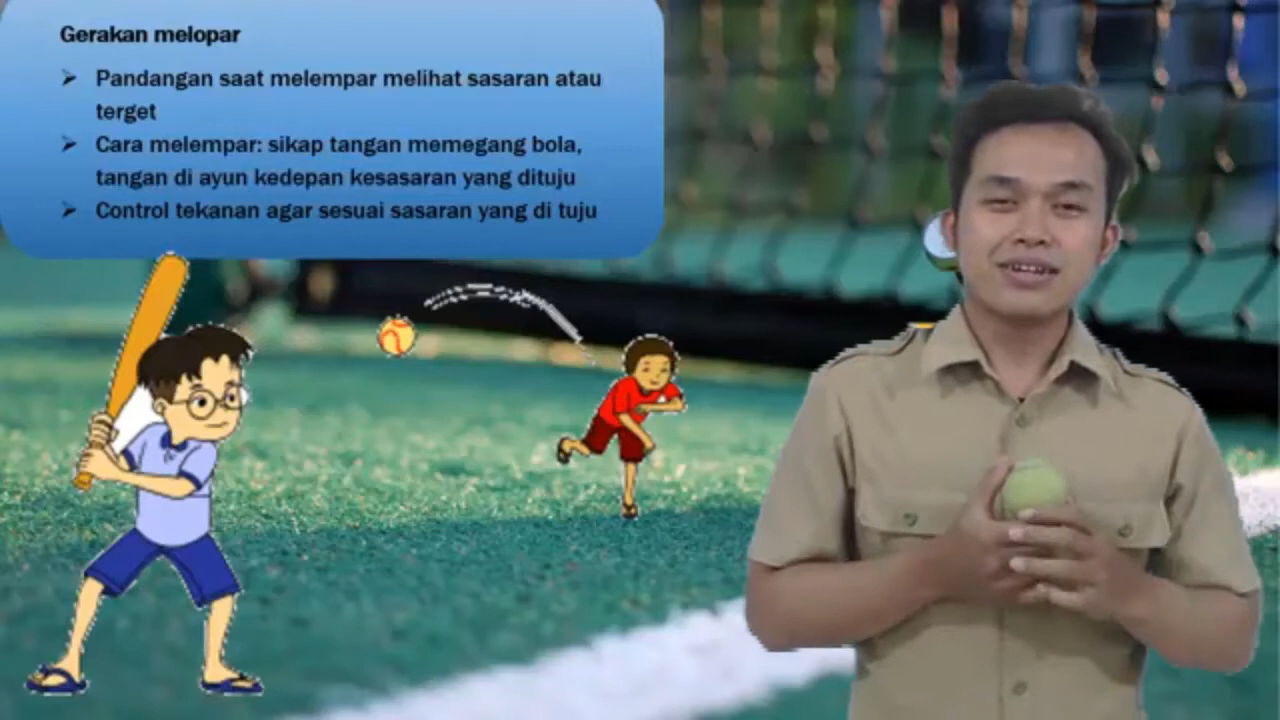 Gerakan melopar
➤ Pandangan saat melempar melihat sasaran atau
terget
➤ Cara melempar: sikap tangan memegang bola,
tangan di ayun kedepan kesasaran yang dituju
➤ Control tekanan agar sesuai sasaran yang di tuju